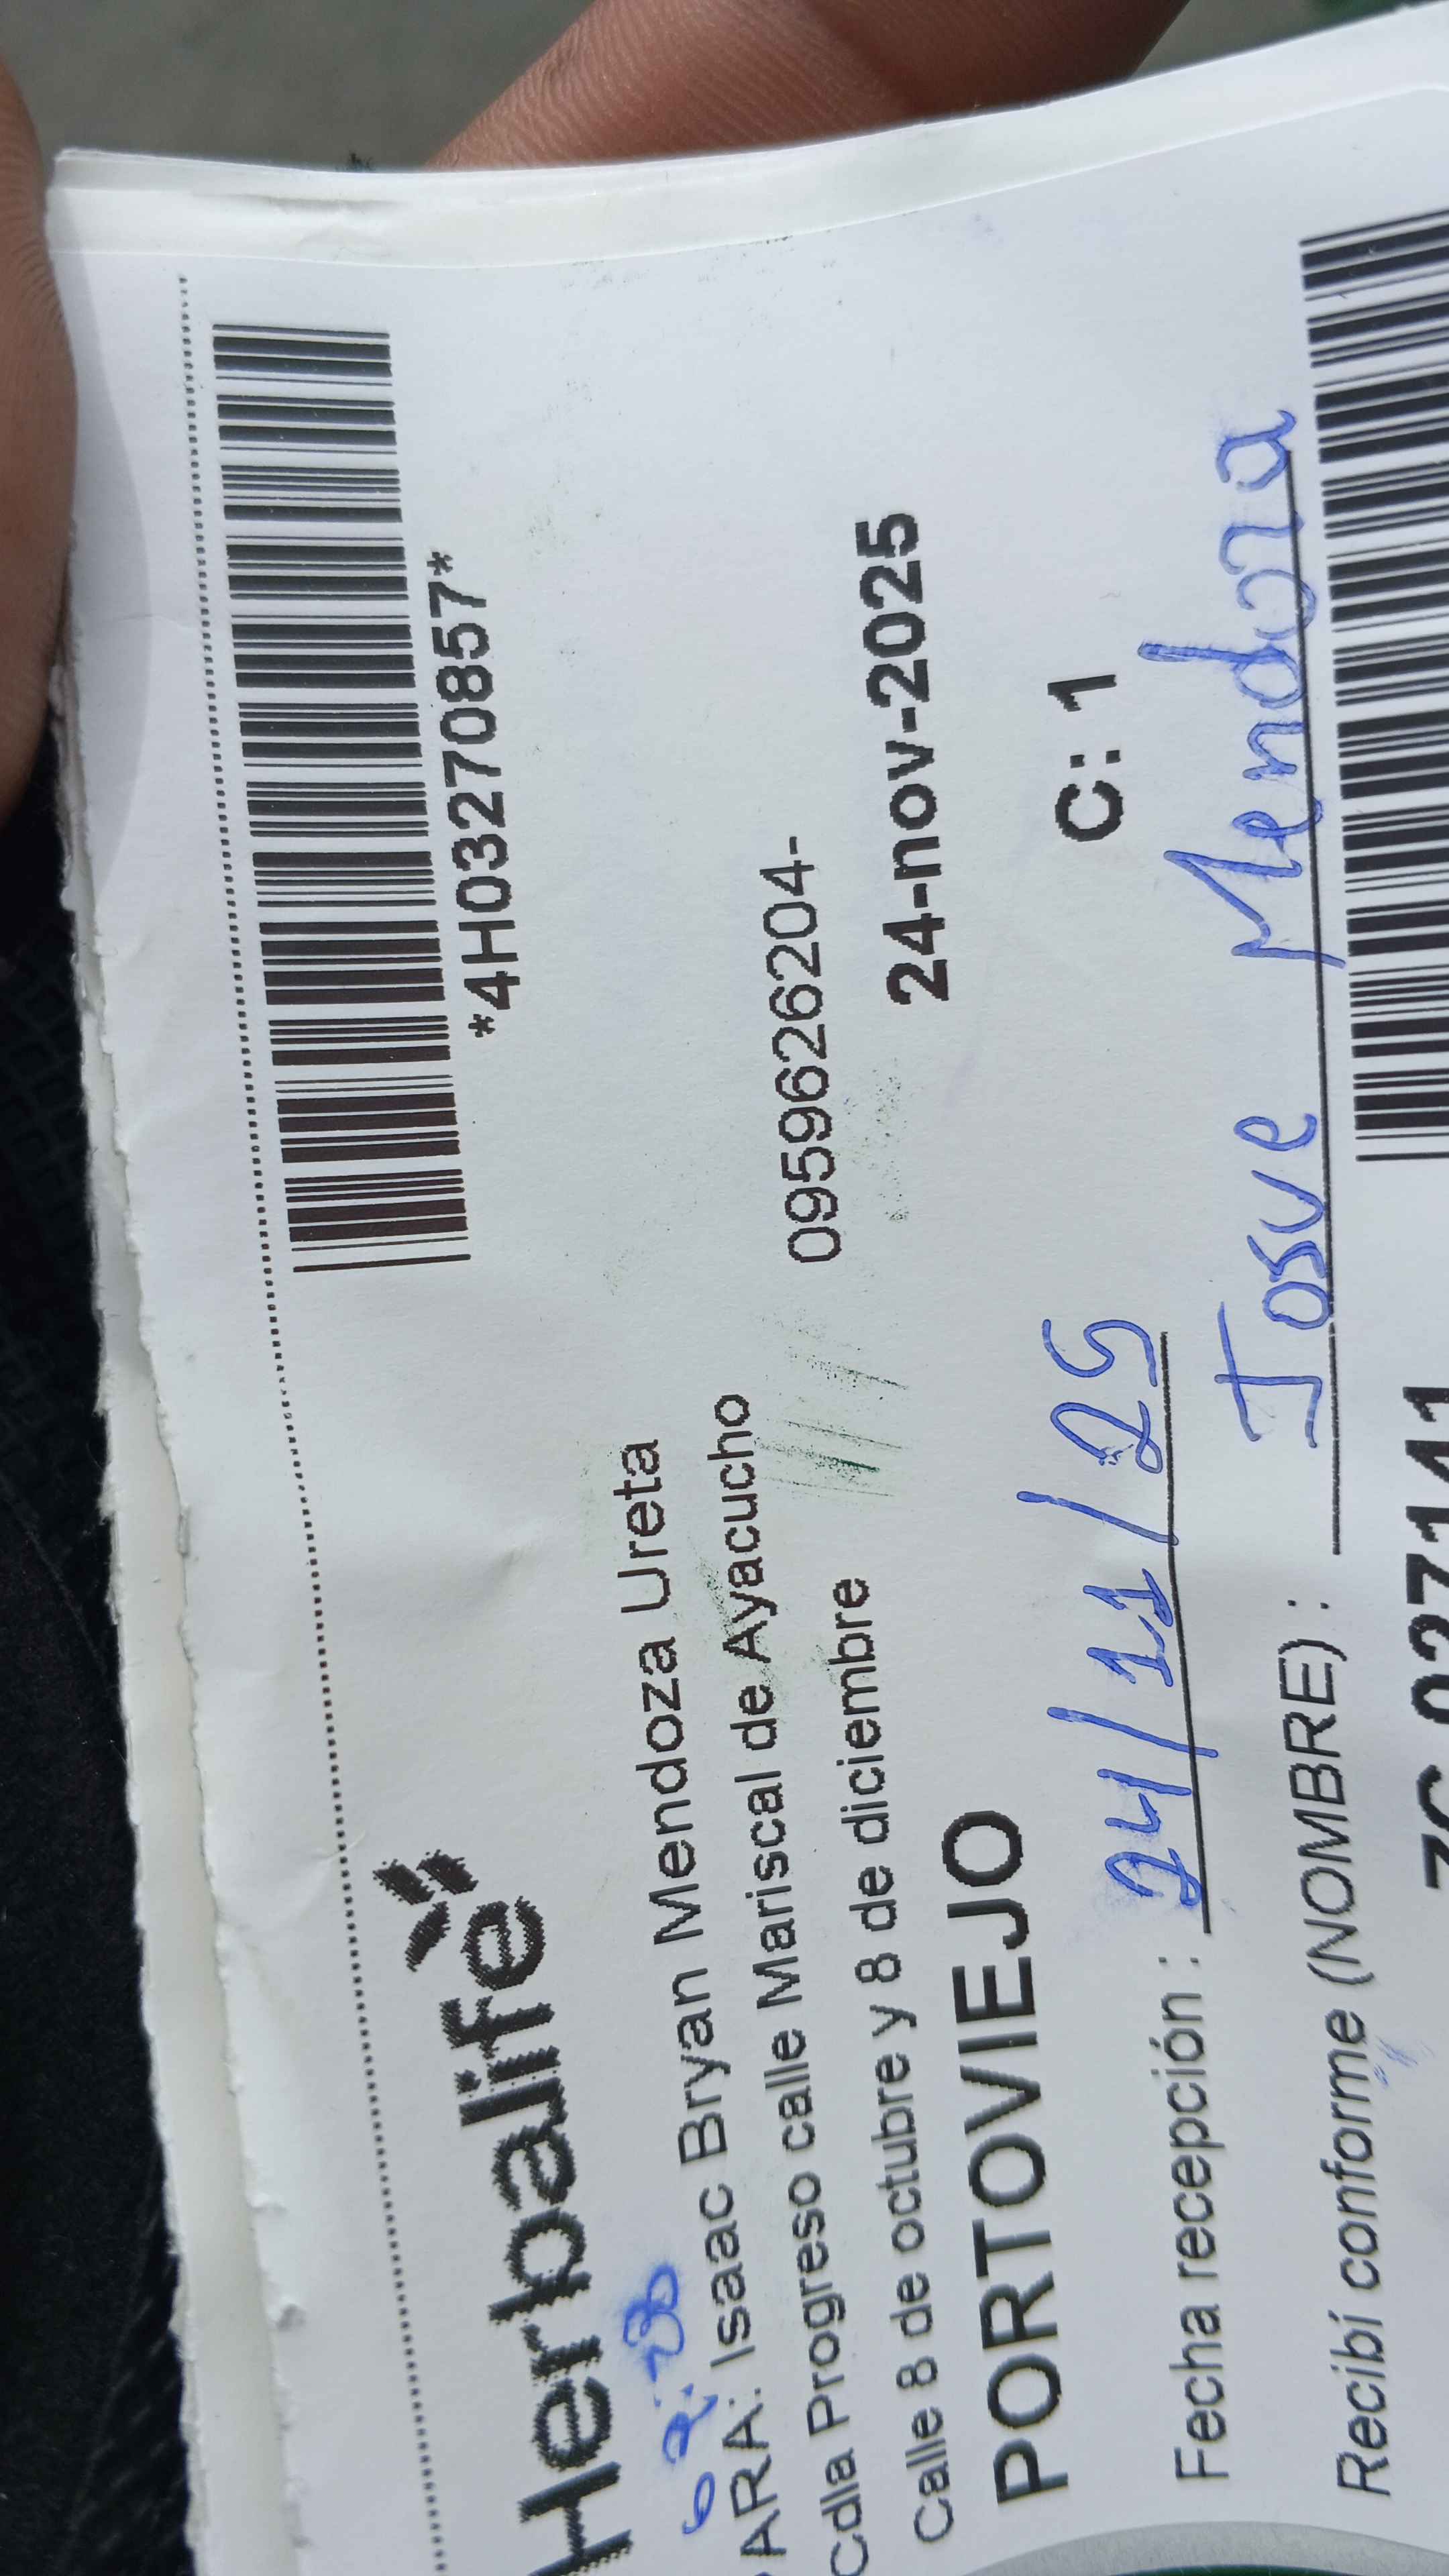 *4H03270857*
Herbalife
PARA: Isaac Bryan Mendoza Ureta
Cdla Progreso calle Mariscal de Ayacucho
0959626204-
Calle 8 de octubre y 8 de diciembre
PORTOVIEJO
24-nov-2025
C: 1
Fecha recepción : 24/11/25
Recibí conforme (NOMBRE) : Josue Mendoza